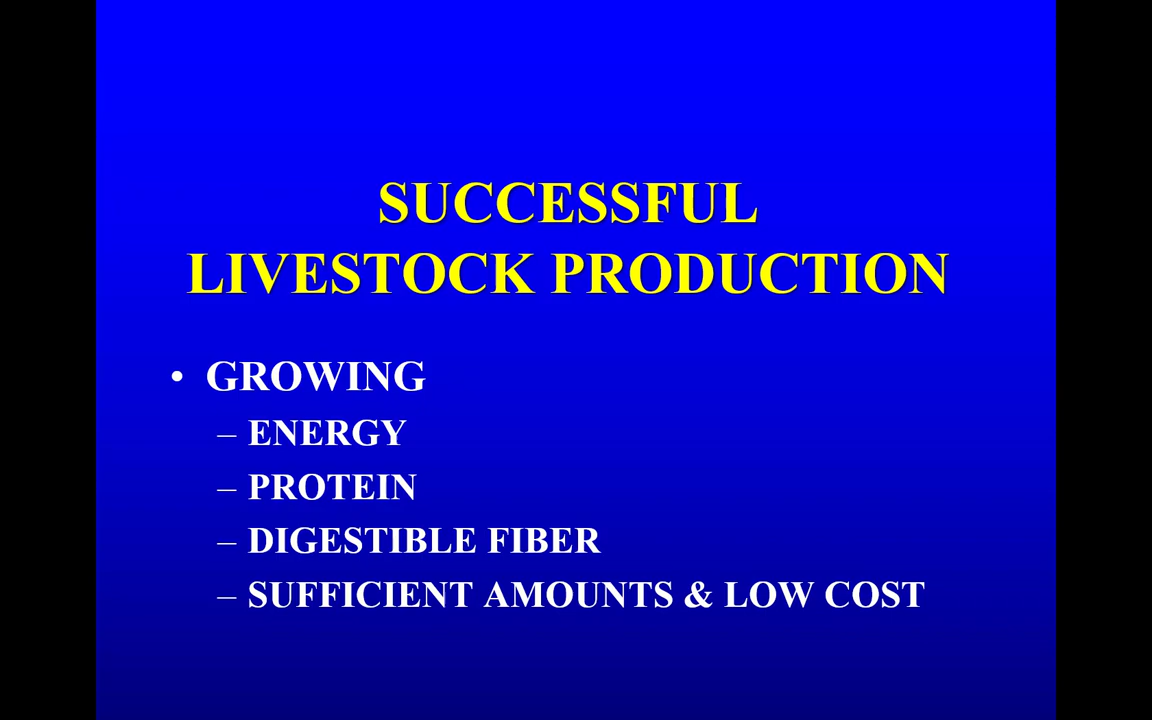 SUCCESSFUL
LIVESTOCK PRODUCTION
• GROWING
– ENERGY
– PROTEIN
– DIGESTIBLE FIBER
– SUFFICIENT AMOUNTS & LOW COST